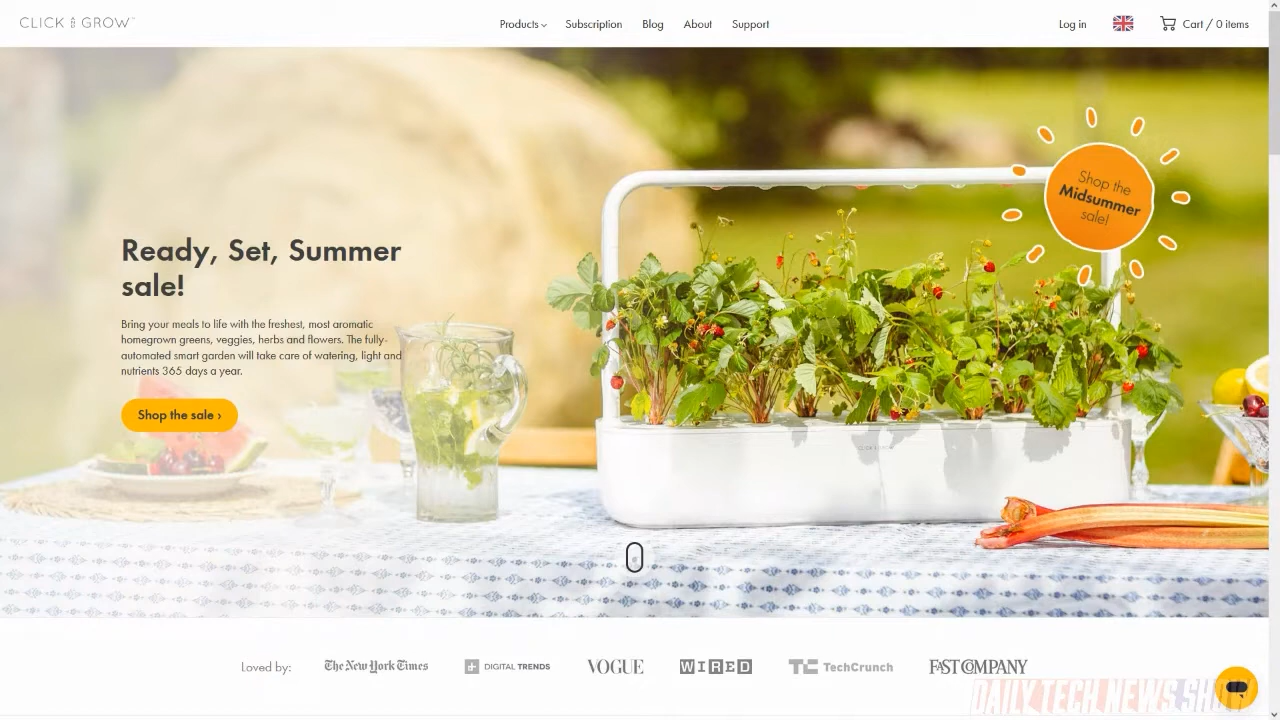 CLICK GROW™
Products
Subscription
Blog
About
Support
Log in
Cart / 0 items
Shop the
Midsummer
sale!
Ready, Set, Summer
sale!
Bring your meals to life with the freshest, most aromatic
homegrown greens, veggies, herbs and flowers. The fully-
automated smart garden will take care of watering, light and
nutrients 365 days a year.
Shop the sale ›
Loved by:
The New York Times
DIGITAL TRENDS
VOGUE
WIRED
TC TechCrunch
FAST COMPANY
DAILY TECH NEWS SHOW